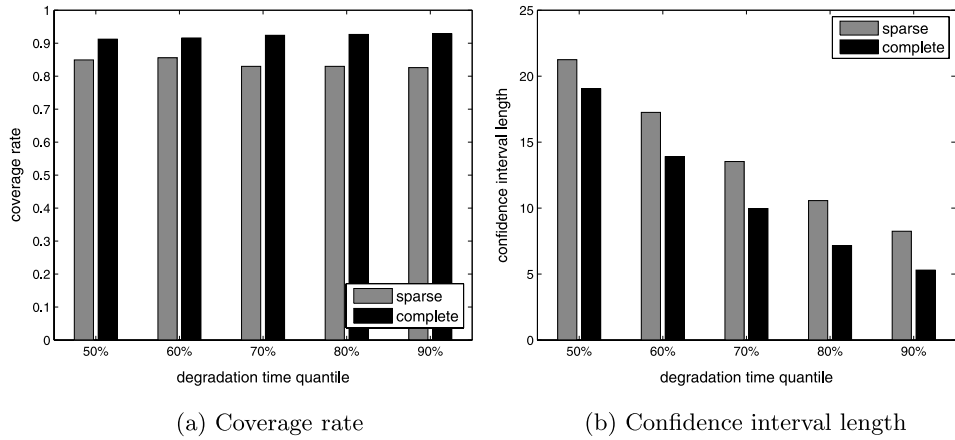 1
0.9
0.8
0.7
0.6
0.5
0.4
0.3
0.2
0.1
0
coverage rate
sparse
complete
50% 60% 70% 80% 90%
degradation time quantile
(a) Coverage rate
25
20
15
10
5
0
confidence interval length
sparse
complete
50% 60% 70% 80% 90%
degradation time quantile
(b) Confidence interval length